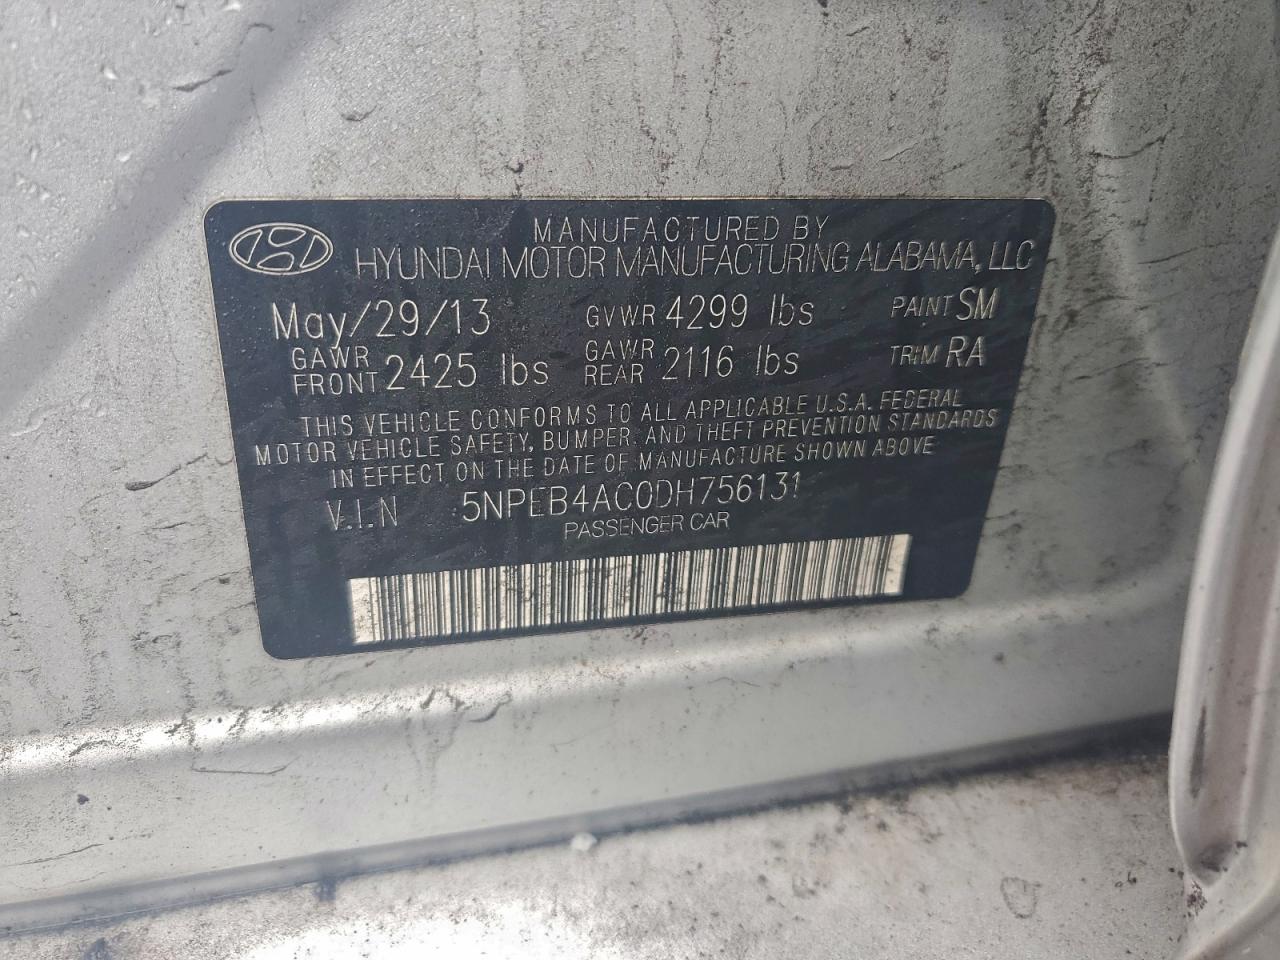 MANUFACTURED BY
HYUNDAI MOTOR MANUFACTURING ALABAMA, LLC
May/29/13 GVWR 4299 lbs PAINT SM
GAWR FRONT 2425 lbs GAWR REAR 2116 lbs TRIM RA
THIS VEHICLE CONFORMS TO ALL APPLICABLE U.S.A. FEDERAL
MOTOR VEHICLE SAFETY, BUMPER, AND THEFT PREVENTION STANDARDS
IN EFFECT ON THE DATE OF MANUFACTURE SHOWN ABOVE
V.I.N 5NPEB4AC0DH756131
PASSENGER CAR